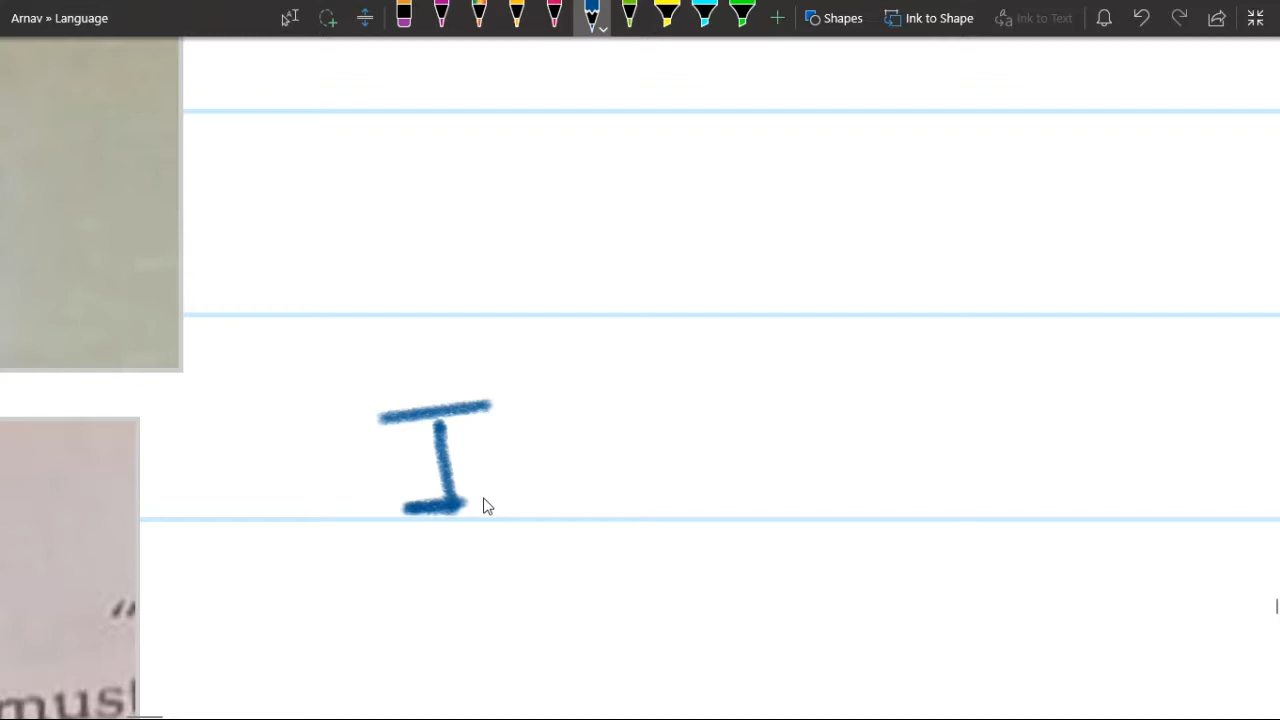 Arnav » Language
Shapes
Ink to Shape
Ink to Text
I
“
must